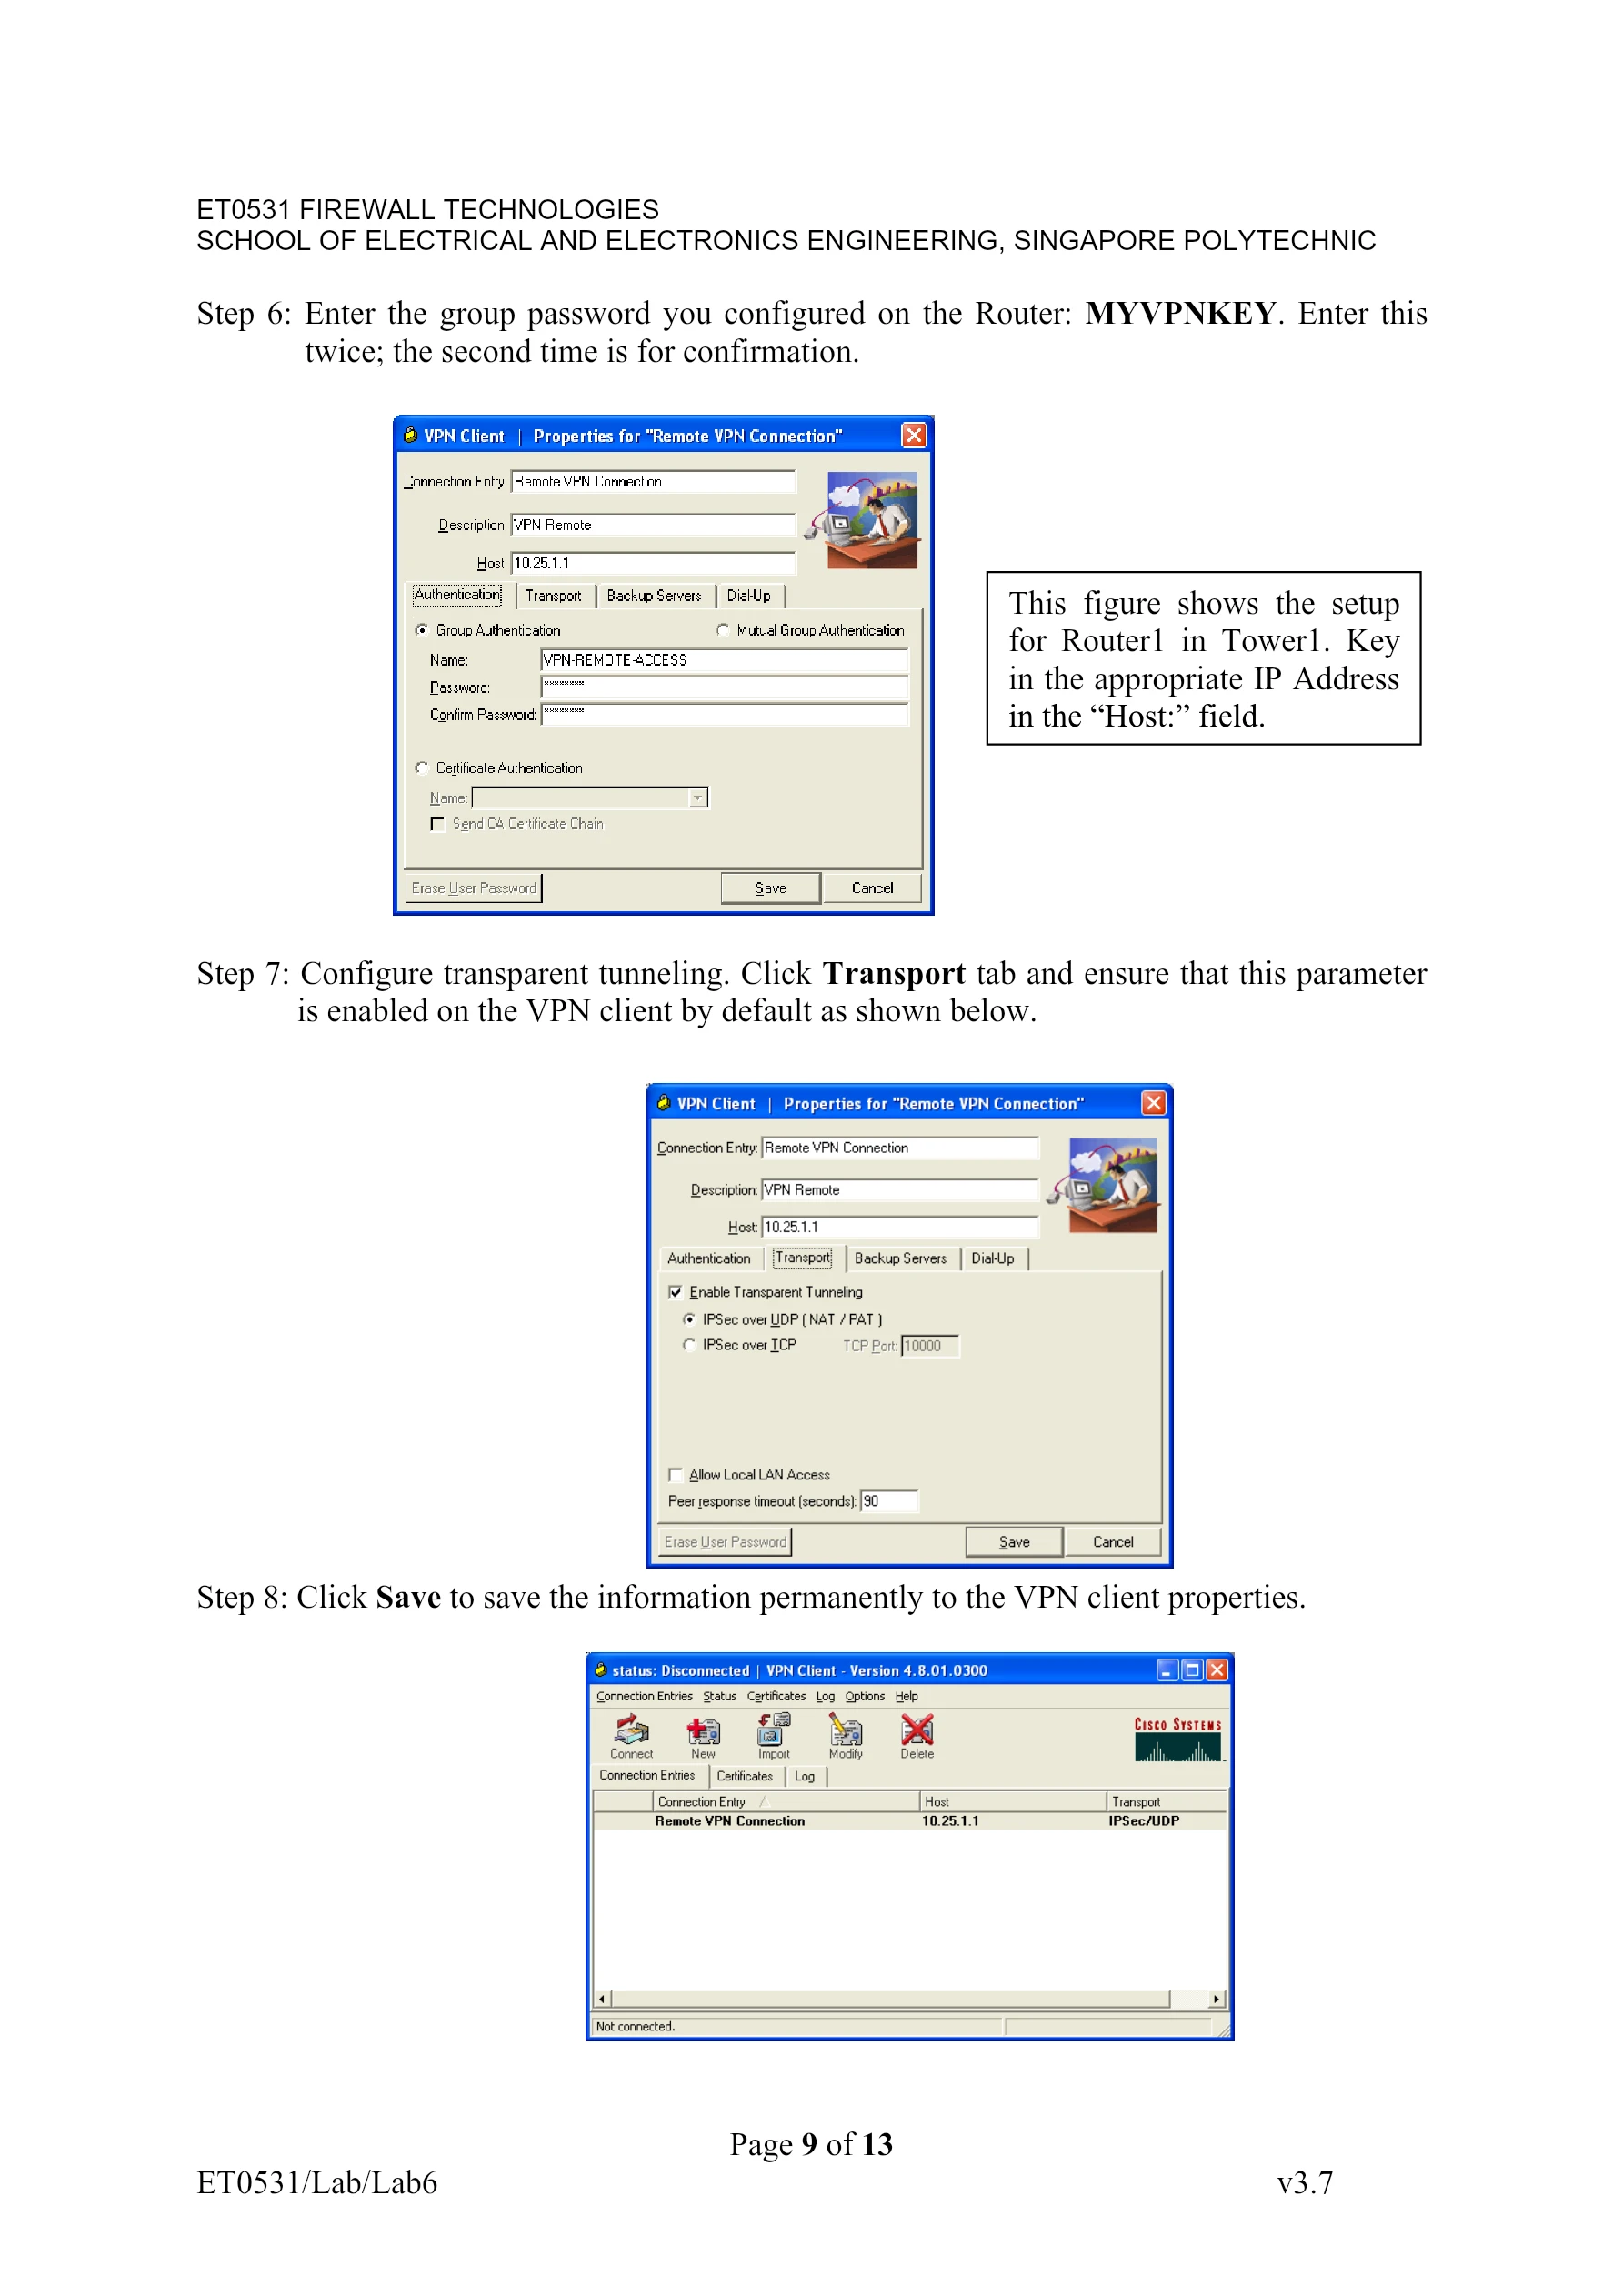 ET0531 FIREWALL TECHNOLOGIES
SCHOOL OF ELECTRICAL AND ELECTRONICS ENGINEERING, SINGAPORE POLYTECHNIC
Step 6: Enter the group password you configured on the Router: MYVPNKEY. Enter this
twice; the second time is for confirmation.
VPN Client | Properties for "Remote VPN Connection"
Connection Entry: Remote VPN Connection
Description: VPN Remote
Host: 10.25.1.1
Authentication Transport Backup Servers Dial-Up
Group Authentication Mutual Group Authentication
Name: VPN-REMOTE-ACCESS
Password: ********
Confirm Password: ********
Certificate Authentication
Name:
Send CA Certificate Chain
Erase User Password Save Cancel
This figure shows the setup
for Router1 in Tower1. Key
in the appropriate IP Address
in the “Host:” field.
Step 7: Configure transparent tunneling. Click Transport tab and ensure that this parameter
is enabled on the VPN client by default as shown below.
VPN Client | Properties for "Remote VPN Connection"
Connection Entry: Remote VPN Connection
Description: VPN Remote
Host: 10.25.1.1
Authentication Transport Backup Servers Dial-Up
Enable Transparent Tunneling
IPSec over UDP ( NAT / PAT )
IPSec over TCP TCP Port: 10000
Allow Local LAN Access
Peer response timeout (seconds): 90
Erase User Password Save Cancel
Step 8: Click Save to save the information permanently to the VPN client properties.
status: Disconnected | VPN Client - Version 4.8.01.0300
Connection Entries Status Certificates Log Options Help
Connect New Import Modify Delete
CISCO SYSTEMS
Connection Entries Certificates Log
Connection Entry Host Transport
Remote VPN Connection 10.25.1.1 IPSec/UDP
Not connected.
Page 9 of 13
ET0531/Lab/Lab6 v3.7